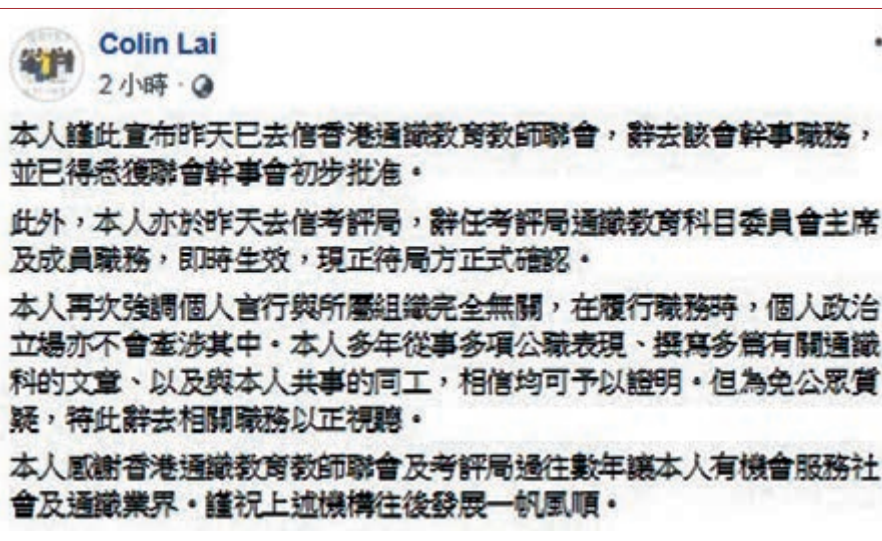 Colin Lai
2 小時 ·
本人謹此宣布昨天已去信香港通識教育教師聯會，辭去該會幹事職務，
並已得悉獲聯會幹事會初步批准。
此外，本人亦於昨天去信考評局，辭任考評局通識教育科目委員會主席
及成員職務，即時生效，現正待局方正式確認。
本人再次強調個人言行與所屬組織完全無關，在履行職務時，個人政治
立場亦不會牽涉其中。本人多年從事多項公職表現、撰寫多篇有關通識
科的文章、以及與本人共事的同工，相信均可予以證明。但為免公眾質
疑，特此辭去相關職務以正視聽。
本人感謝香港通識教育教師聯會及考評局過往數年讓本人有機會服務社
會及通識業界。謹祝上述機構往後發展一帆風順。